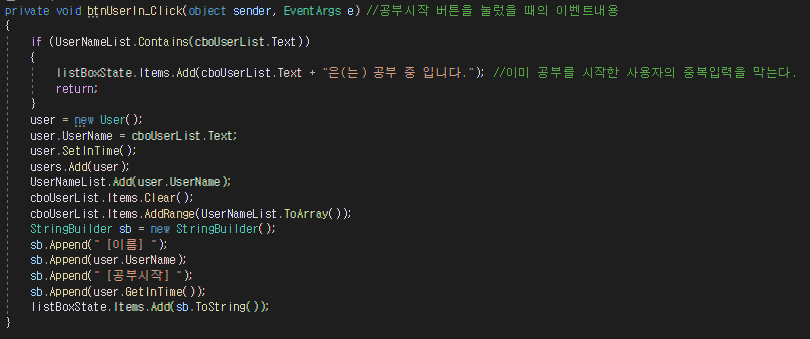 private void btnUserIn_Click(object sender, EventArgs e) //공부시작 버튼을 눌렀을 때의 이벤트내용
{
if (UserNameList.Contains(cboUserList.Text))
{
listBoxState.Items.Add(cboUserList.Text + "은(는) 공부 중 입니다."); //이미 공부를 시작한 사용자의 중복입력을 막는다.
return;
}
user = new User();
user.UserName = cboUserList.Text;
user.SetInTime();
users.Add(user);
UserNameList.Add(user.UserName);
cboUserList.Items.Clear();
cboUserList.Items.AddRange(UserNameList.ToArray());
StringBuilder sb = new StringBuilder();
sb.Append(" [이름] ");
sb.Append(user.UserName);
sb.Append(" [공부시작] ");
sb.Append(user.GetInTime());
listBoxState.Items.Add(sb.ToString());
}